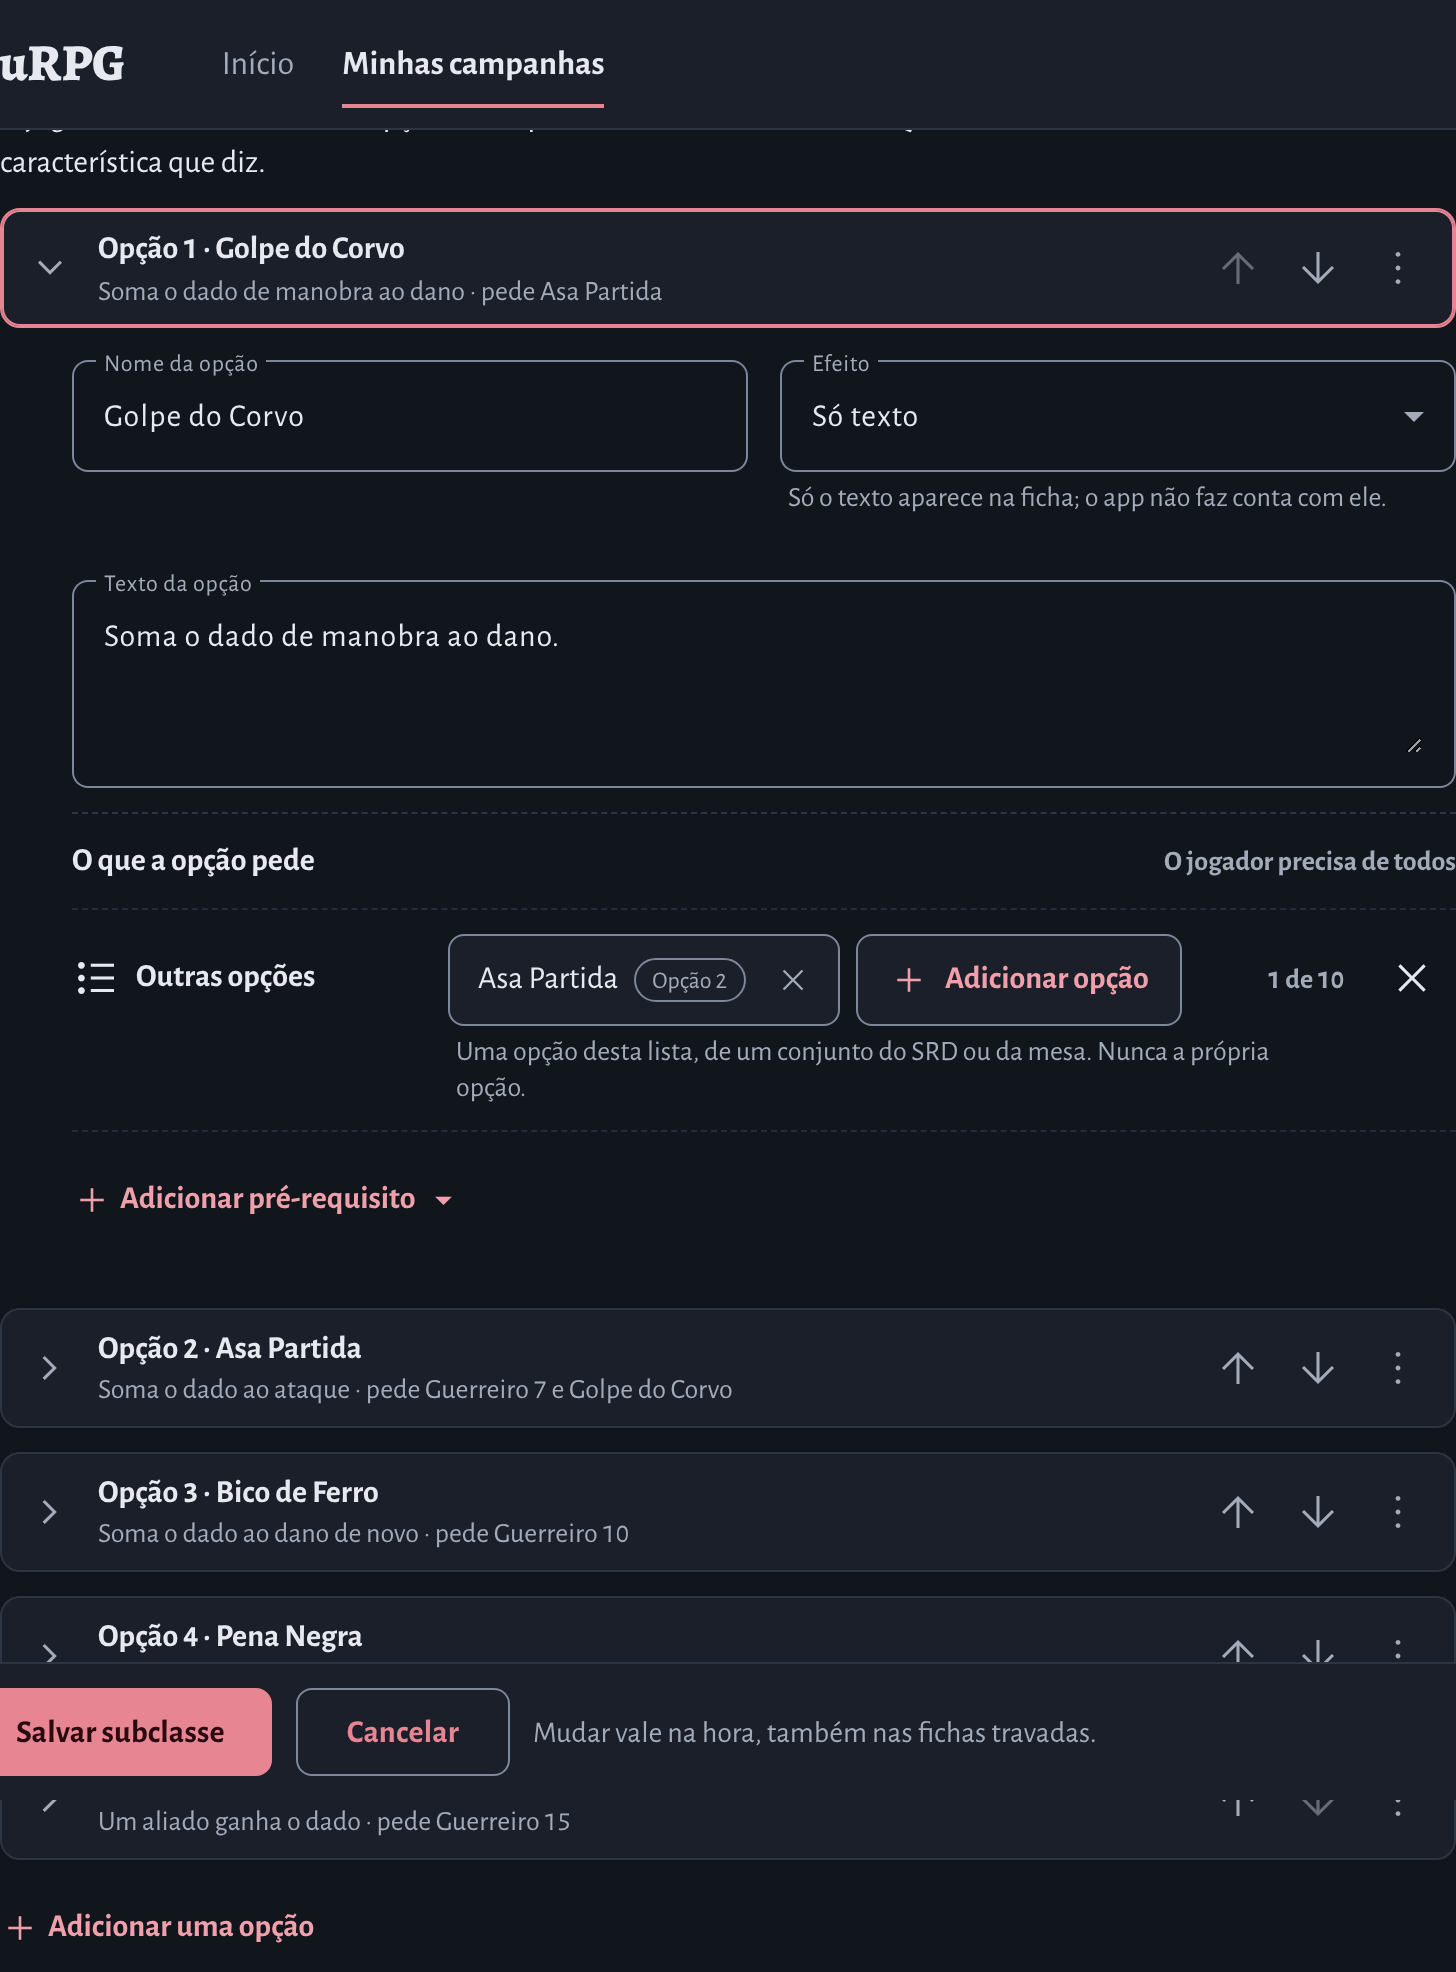 uRPG
Início
Minhas campanhas
característica que diz.
Opção 1 · Golpe do Corvo
Soma o dado de manobra ao dano · pede Asa Partida
Nome da opção
Golpe do Corvo
Efeito
Só texto
Só o texto aparece na ficha; o app não faz conta com ele.
Texto da opção
Soma o dado de manobra ao dano.
O que a opção pede
O jogador precisa de todos
Outras opções
Asa Partida
Opção 2
Adicionar opção
1 de 10
Uma opção desta lista, de um conjunto do SRD ou da mesa. Nunca a própria
opção.
Adicionar pré-requisito
Opção 2 · Asa Partida
Soma o dado ao ataque · pede Guerreiro 7 e Golpe do Corvo
Opção 3 · Bico de Ferro
Soma o dado ao dano de novo · pede Guerreiro 10
Opção 4 · Pena Negra
Salvar subclasse
Cancelar
Mudar vale na hora, também nas fichas travadas.
Um aliado ganha o dado · pede Guerreiro 15
Adicionar uma opção